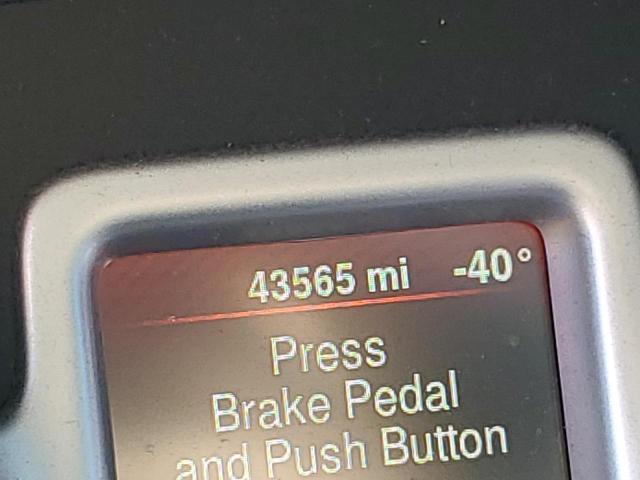 43565 mi -40°
Press
Brake Pedal
and Push Button